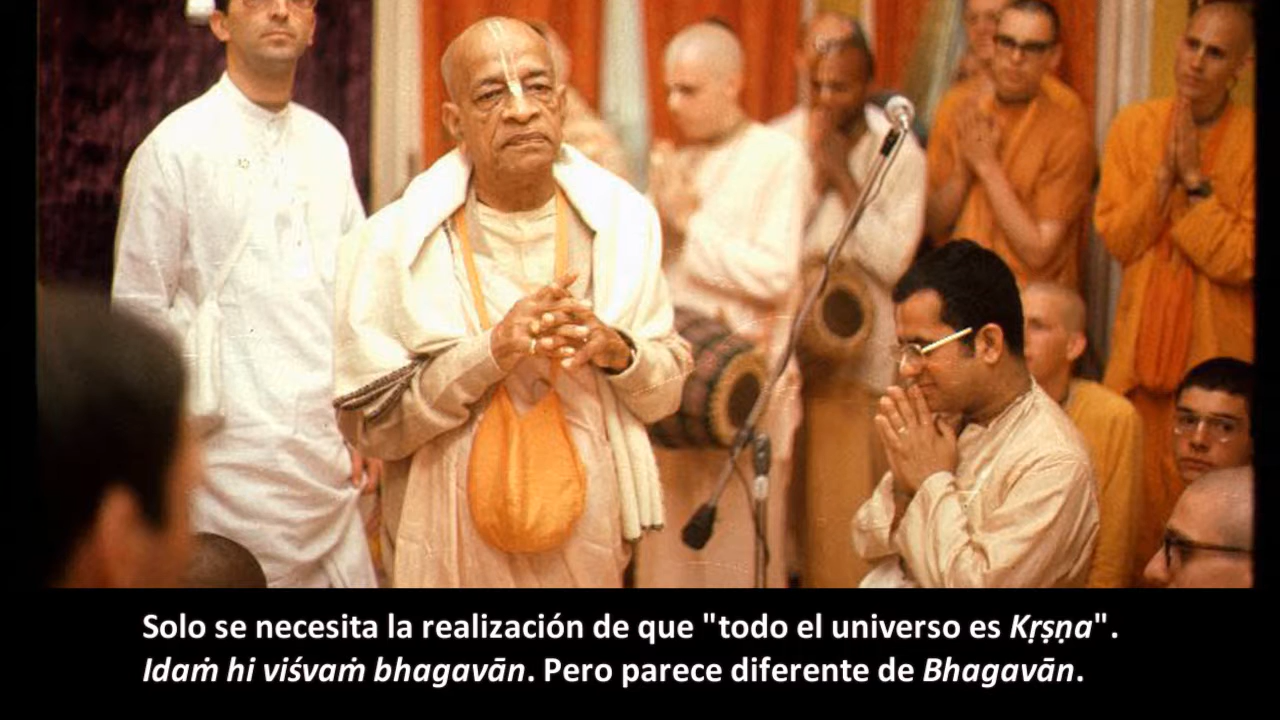 Solo se necesita la realización de que "todo el universo es Kṛṣṇa".
Idaṁ hi viśvaṁ bhagavān. Pero parece diferente de Bhagavān.